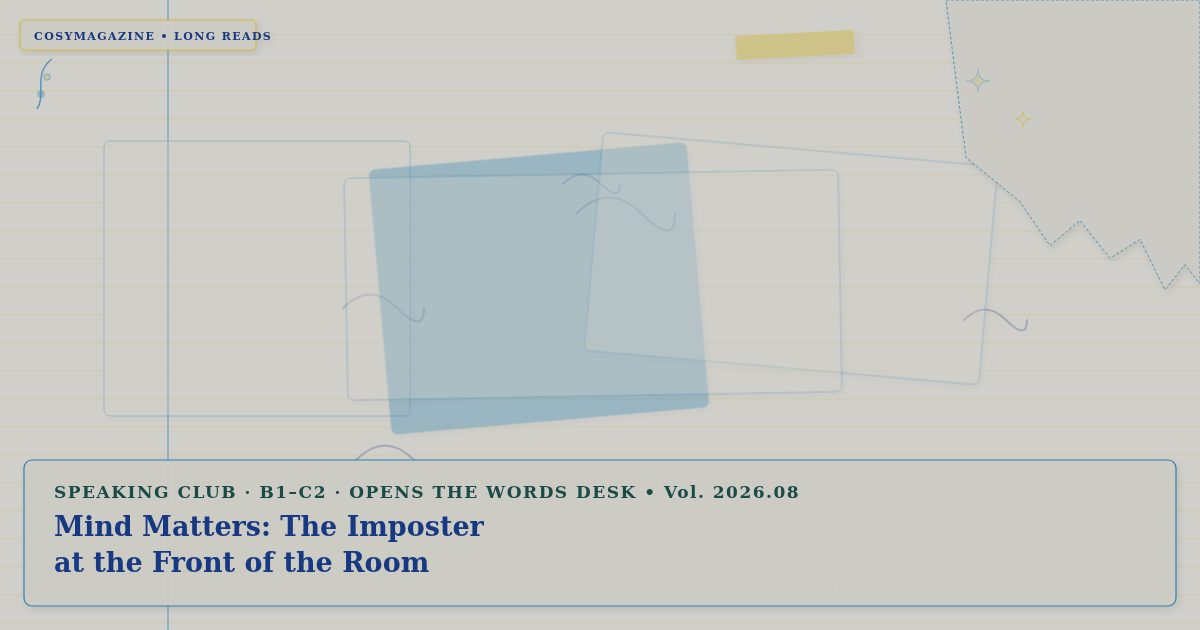 COSYMAGAZINE • LONG READS
SPEAKING CLUB · B1–C2 · OPENS THE WORDS DESK • Vol. 2026.08
Mind Matters: The Imposter
at the Front of the Room